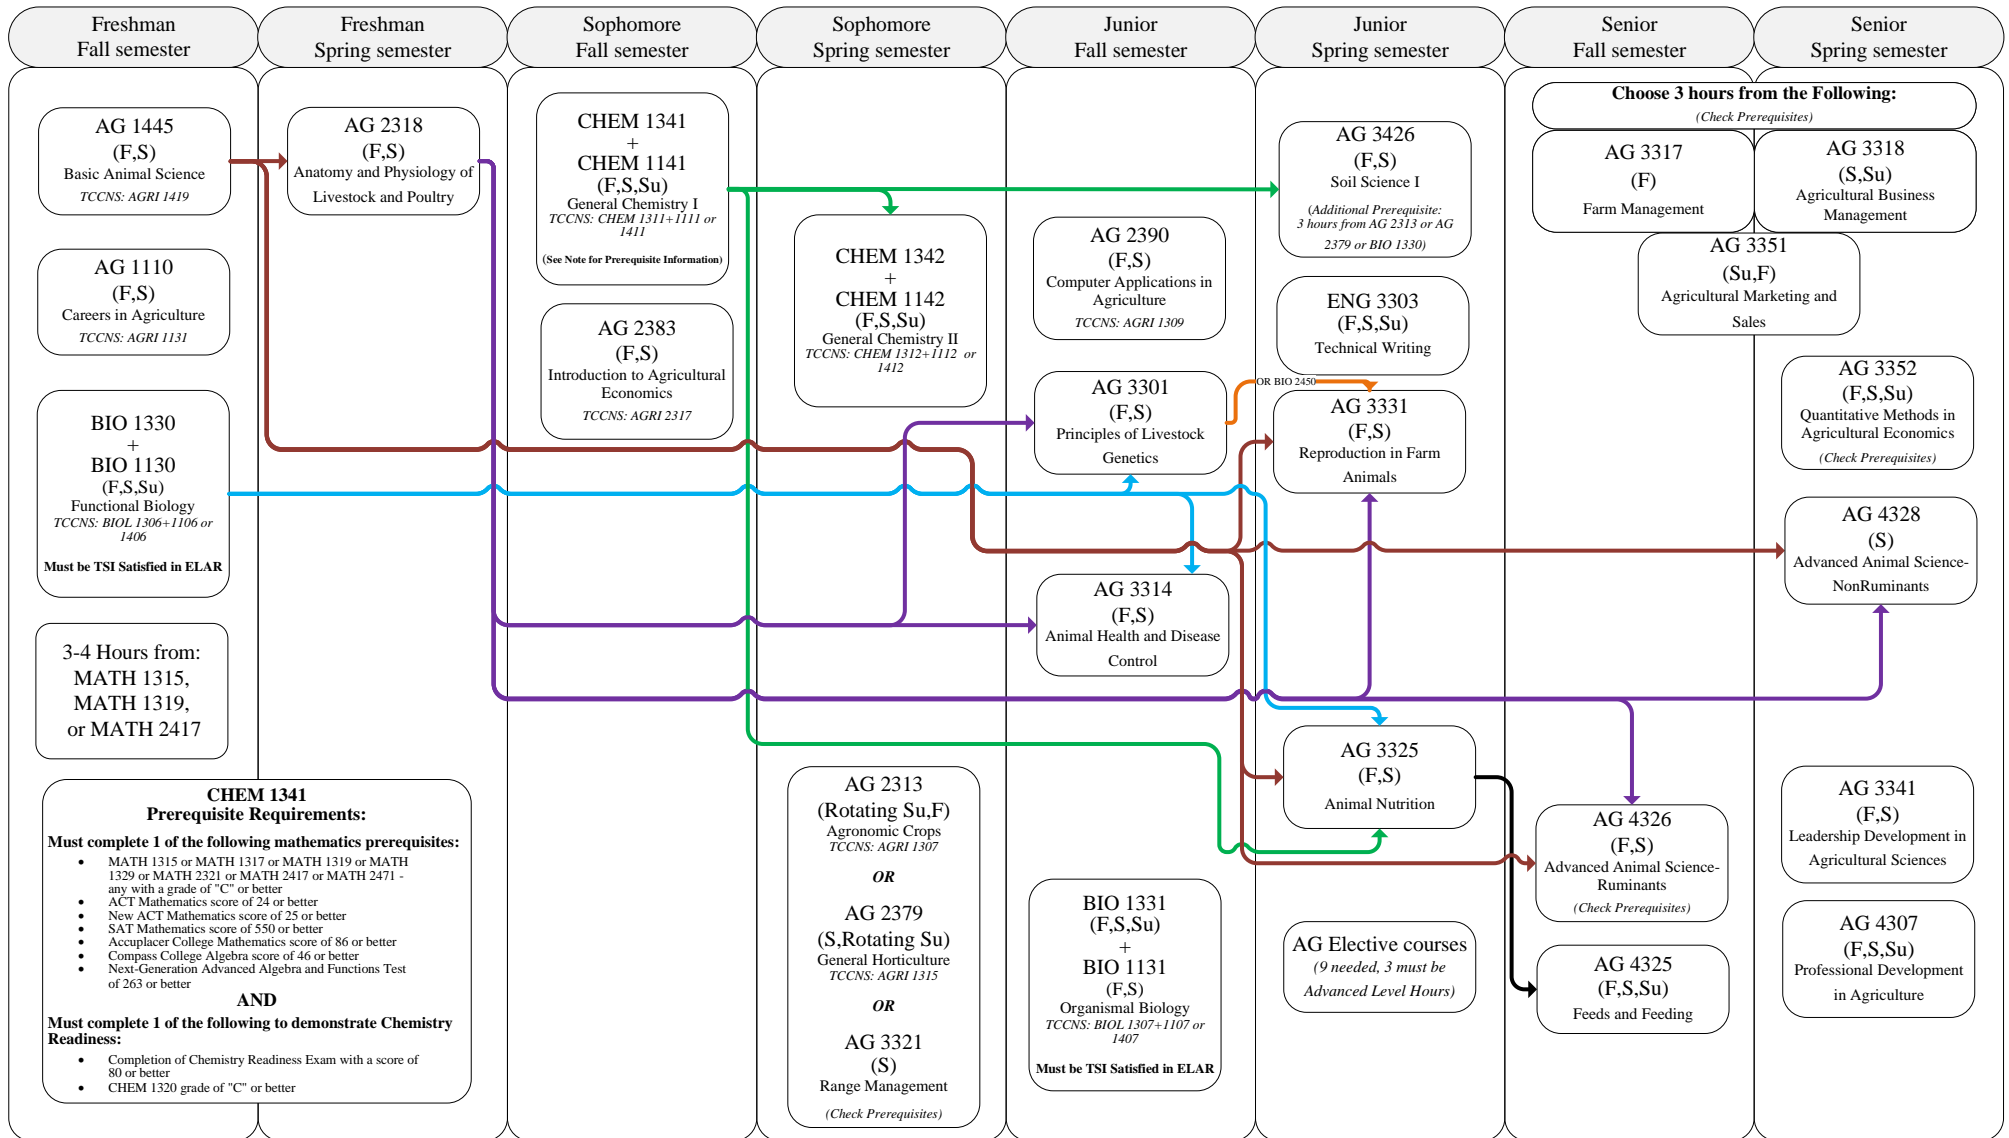 Freshman
Fall semester
Freshman
Spring semester
Sophomore
Fall semester
Sophomore
Spring semester
Junior
Fall semester
Junior
Spring semester
Senior
Fall semester
Senior
Spring semester
AG 1445
(F,S)
Basic Animal Science
TCCNS: AGRI 1419
AG 1110
(F,S)
Careers in Agriculture
TCCNS: AGRI 1131
BIO 1330
+
BIO 1130
(F,S,Su)
Functional Biology
TCCNS: BIOL 1306+1106 or
1406
Must be TSI Satisfied in ELAR
3-4 Hours from:
MATH 1315,
MATH 1319,
or MATH 2417
CHEM 1341
Prerequisite Requirements:
Must complete 1 of the following mathematics prerequisites:
• MATH 1315 or MATH 1317 or MATH 1319 or MATH
1329 or MATH 2321 or MATH 2417 or MATH 2471 -
any with a grade of "C" or better
• ACT Mathematics score of 24 or better
• New ACT Mathematics score of 25 or better
• SAT Mathematics score of 550 or better
• Accuplacer College Mathematics score of 86 or better
• Compass College Algebra score of 46 or better
• Next-Generation Advanced Algebra and Functions Test
of 263 or better
AND
Must complete 1 of the following to demonstrate Chemistry
Readiness:
• Completion of Chemistry Readiness Exam with a score of
80 or better
• CHEM 1320 grade of "C" or better
AG 2318
(F,S)
Anatomy and Physiology of
Livestock and Poultry
CHEM 1341
+
CHEM 1141
(F,S,Su)
General Chemistry I
TCCNS: CHEM 1311+1111 or
1411
(See Note for Prerequisite Information)
AG 2383
(F,S)
Introduction to Agricultural
Economics
TCCNS: AGRI 2317
CHEM 1342
+
CHEM 1142
(F,S,Su)
General Chemistry II
TCCNS: CHEM 1312+1112 or
1412
AG 2313
(Rotating Su,F)
Agronomic Crops
TCCNS: AGRI 1307
OR
AG 2379
(S,Rotating Su)
General Horticulture
TCCNS: AGRI 1315
OR
AG 3321
(S)
Range Management
(Check Prerequisites)
AG 2390
(F,S)
Computer Applications in
Agriculture
TCCNS: AGRI 1309
AG 3301
(F,S)
Principles of Livestock
Genetics
AG 3314
(F,S)
Animal Health and Disease
Control
BIO 1331
(F,S,Su)
+
BIO 1131
(F,S)
Organismal Biology
TCCNS: BIOL 1307+1107 or
1407
Must be TSI Satisfied in ELAR
AG 3426
(F,S)
Soil Science I
(Additional Prerequisite:
3 hours from AG 2313 or AG
2379 or BIO 1330)
ENG 3303
(F,S,Su)
Technical Writing
OR BIO 2450
AG 3331
(F,S)
Reproduction in Farm
Animals
AG 3325
(F,S)
Animal Nutrition
AG Elective courses
(9 needed, 3 must be
Advanced Level Hours)
Choose 3 hours from the Following:
(Check Prerequisites)
AG 3317
(F)
Farm Management
AG 3318
(S,Su)
Agricultural Business
Management
AG 3351
(Su,F)
Agricultural Marketing and
Sales
AG 4326
(F,S)
Advanced Animal Science-
Ruminants
(Check Prerequisites)
AG 4325
(F,S,Su)
Feeds and Feeding
AG 3352
(F,S,Su)
Quantitative Methods in
Agricultural Economics
(Check Prerequisites)
AG 4328
(S)
Advanced Animal Science-
NonRuminants
AG 3341
(F,S)
Leadership Development in
Agricultural Sciences
AG 4307
(F,S,Su)
Professional Development
in Agriculture